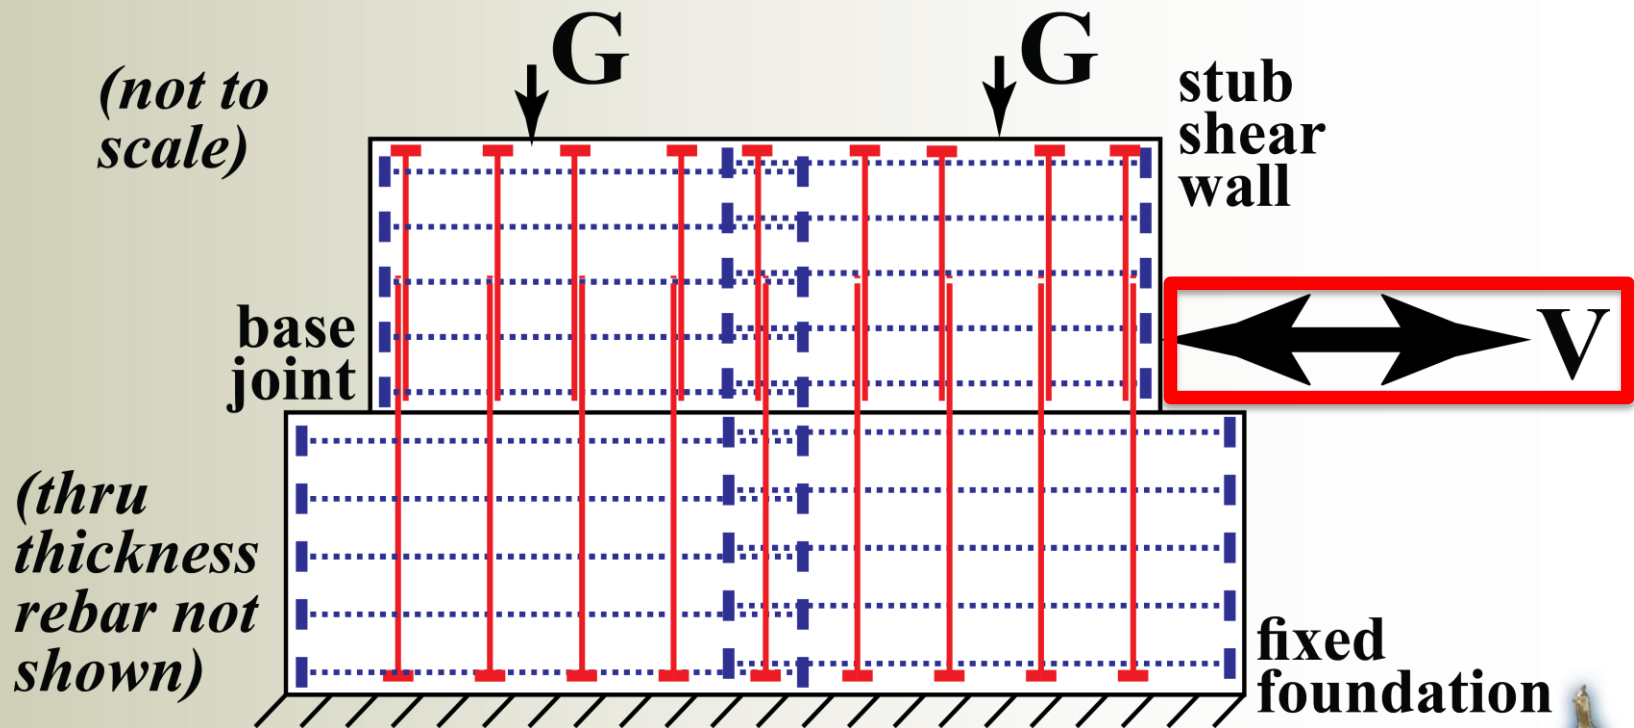 G
G
(not to
scale)
stub
shear
wall
base
joint
V
(thru
thickness
rebar not
shown)
fixed
foundation